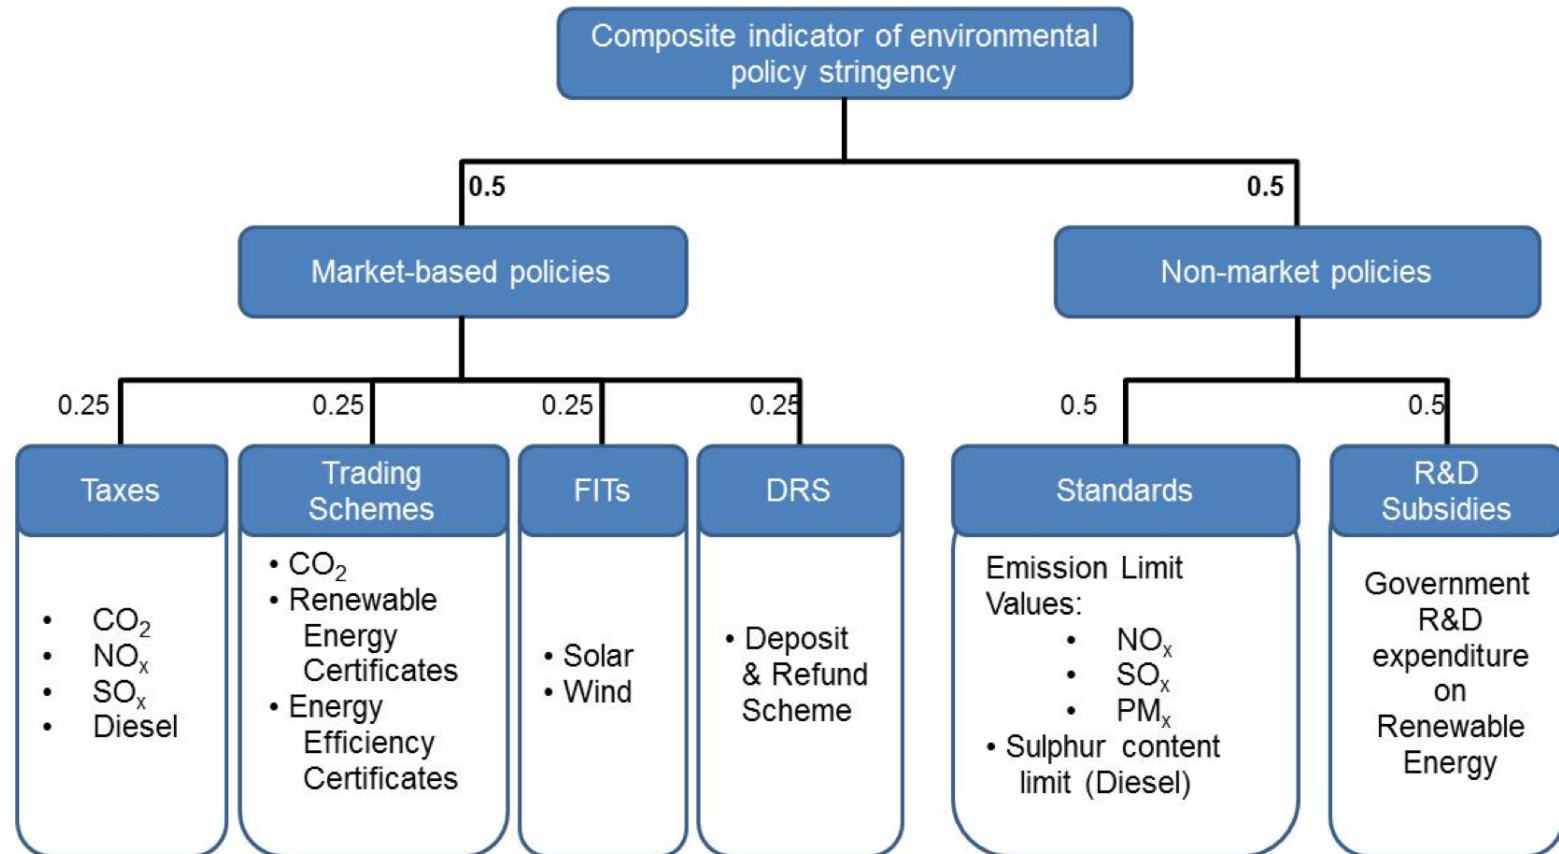 Composite indicator of environmental
policy stringency
0.5
0.5
Market-based policies
Non-market policies
0.25
0.25
0.25
0.25
0.5
0.5
Taxes
Trading
Schemes
FITs
DRS
Standards
R&D
Subsidies
• CO₂
• NOₓ
• SOₓ
• Diesel
• CO₂
• Renewable
Energy
Certificates
• Energy
Efficiency
Certificates
• Solar
• Wind
• Deposit
& Refund
Scheme
Emission Limit
Values:
• NOₓ
• SOₓ
• PMₓ
• Sulphur content
limit (Diesel)
Government
R&D
expenditure
on
Renewable
Energy